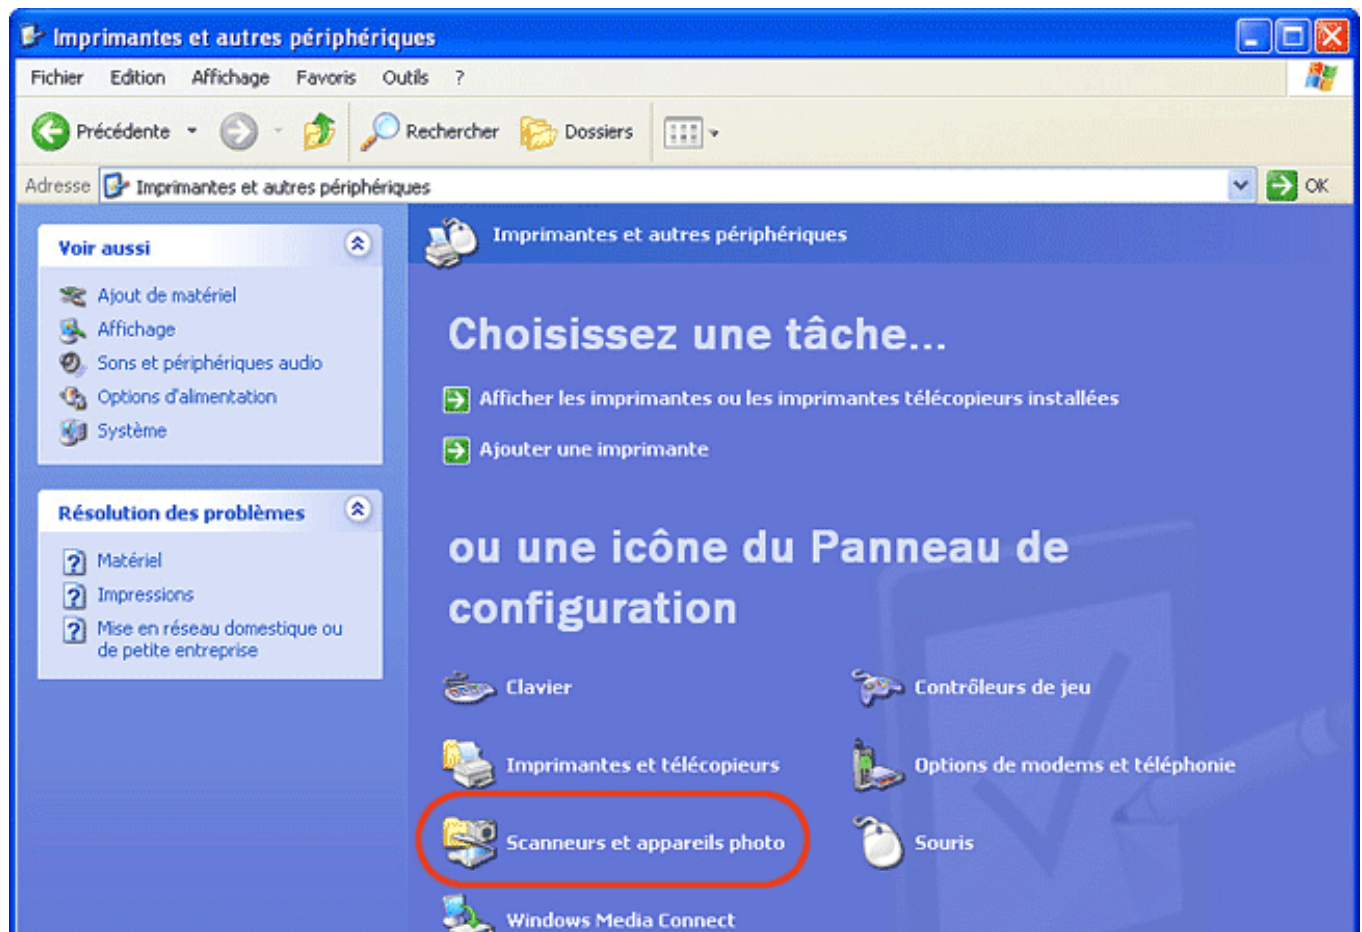 Imprimantes et autres périphériques
Fichier Edition Affichage Favoris Outils ?
Précédente Rechercher Dossiers
Adresse Imprimantes et autres périphériques OK
Voir aussi
Ajout de matériel
Affichage
Sons et périphériques audio
Options d'alimentation
Système
Résolution des problèmes
Matériel
Impressions
Mise en réseau domestique ou
de petite entreprise
Imprimantes et autres périphériques
Choisissez une tâche...
Afficher les imprimantes ou les imprimantes télécopieurs installées
Ajouter une imprimante
ou une icône du Panneau de
configuration
Clavier Contrôleurs de jeu
Imprimantes et télécopieurs Options de modems et téléphonie
Scanneurs et appareils photo Souris
Windows Media Connect